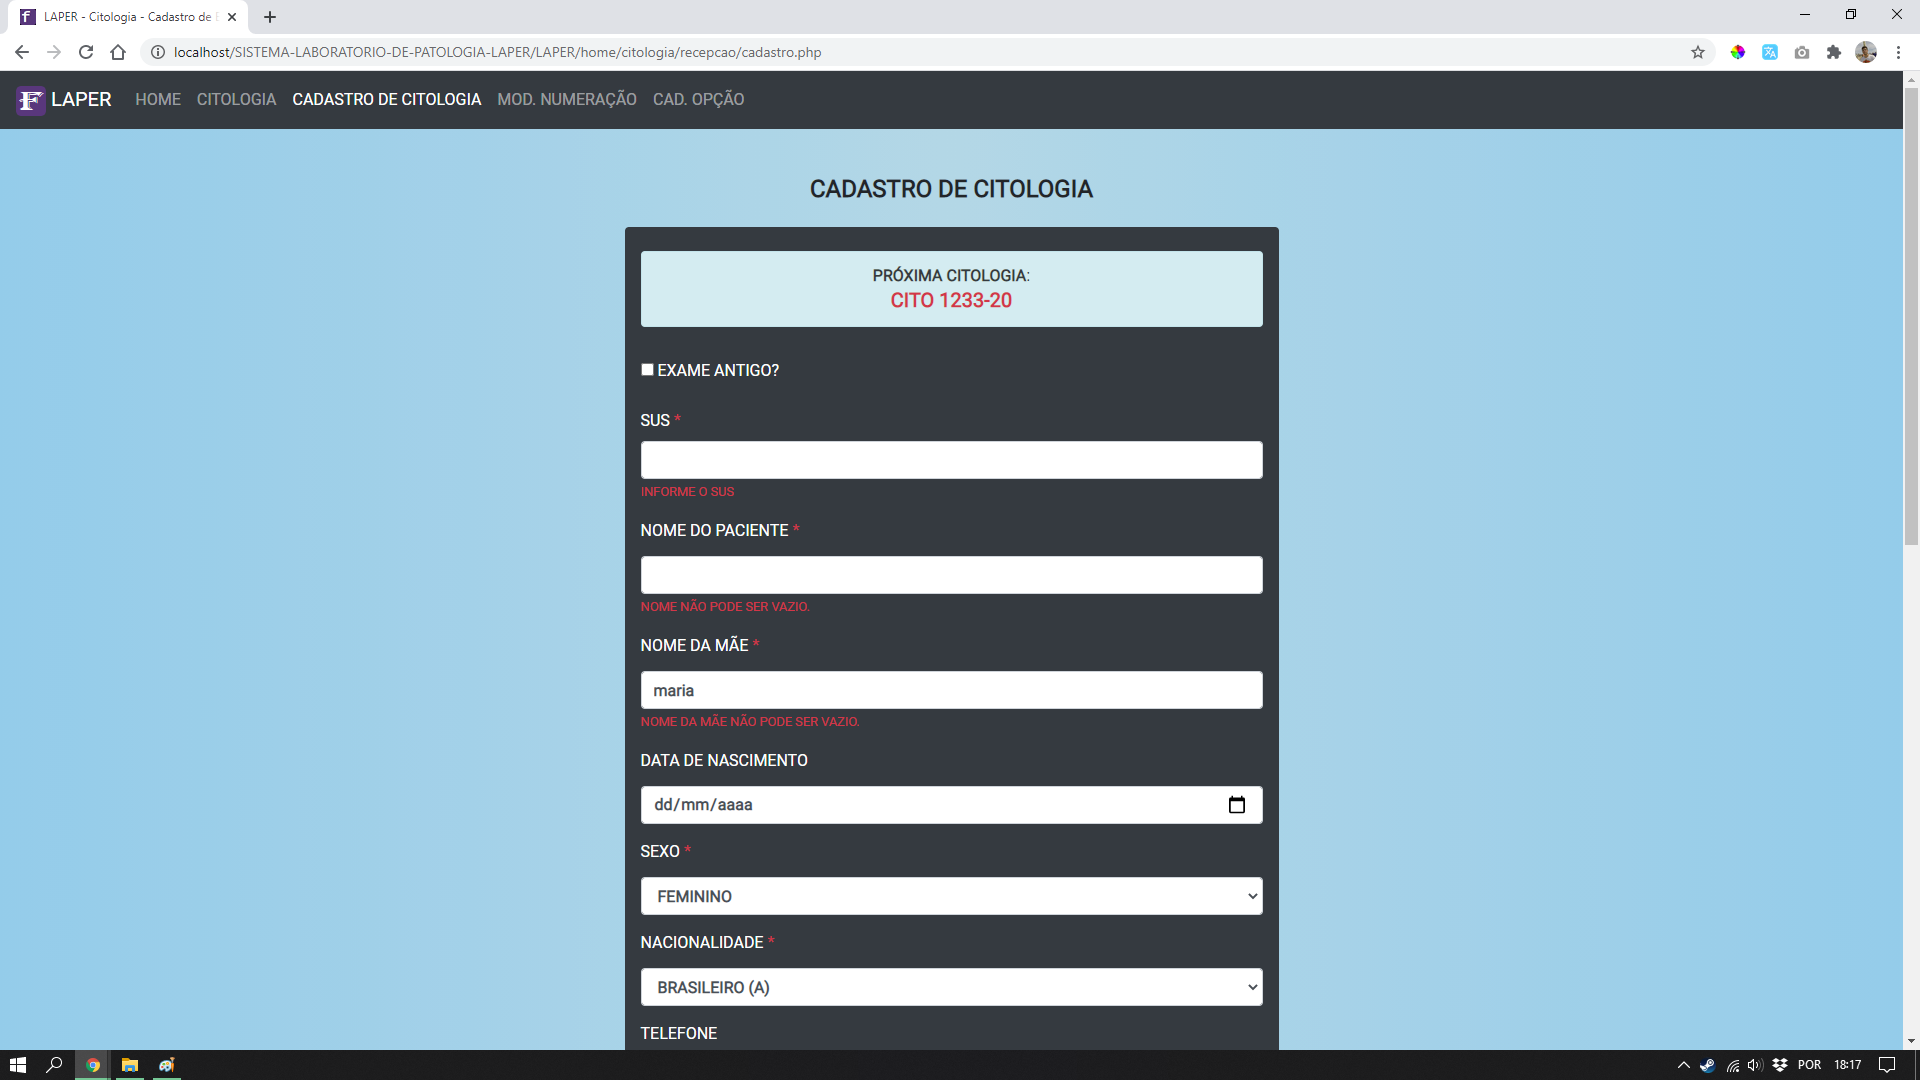 LAPER - Citologia - Cadastro de
localhost/SISTEMA-LABORATORIO-DE-PATOLOGIA-LAPER/LAPER/home/citologia/recepcao/cadastro.php
LAPER HOME CITOLOGIA CADASTRO DE CITOLOGIA MOD. NUMERAÇÃO CAD. OPÇÃO
CADASTRO DE CITOLOGIA
PRÓXIMA CITOLOGIA:
CITO 1233-20
EXAME ANTIGO?
SUS *
INFORME O SUS
NOME DO PACIENTE *
NOME NÃO PODE SER VAZIO.
NOME DA MÃE *
maria
NOME DA MÃE NÃO PODE SER VAZIO.
DATA DE NASCIMENTO
dd/mm/aaaa
SEXO *
FEMININO
NACIONALIDADE *
BRASILEIRO (A)
TELEFONE
POR 18:17